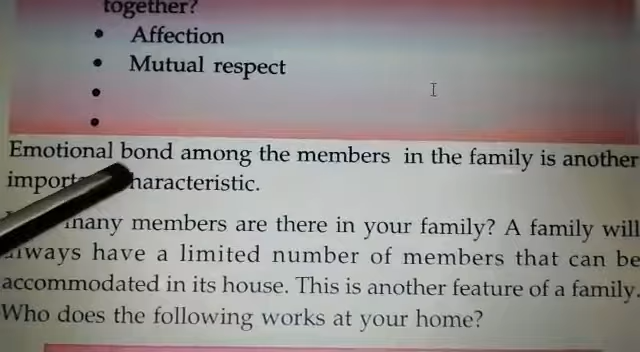 together?
• Affection
• Mutual respect
•
•
Emotional bond among the members in the family is another
characteristic.
many members are there in your family? A family will
always have a limited number of members that can be
accommodated in its house. This is another feature of a family.
Who does the following works at your home?